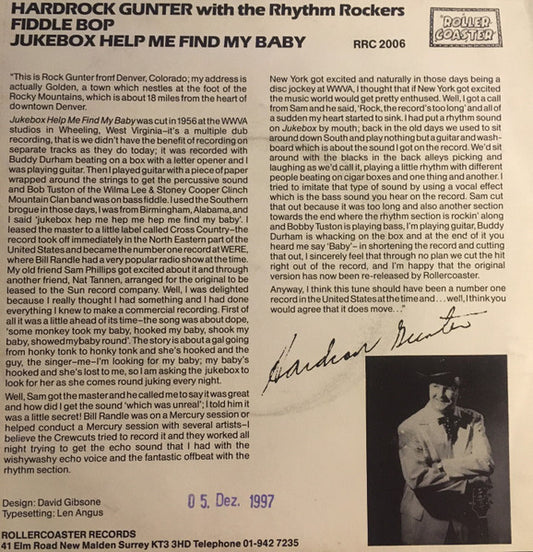 HARDROCK GUNTER with the Rhythm Rockers
FIDDLE BOP
JUKEBOX HELP ME FIND MY BABY
RRC 2006
ROLLER
COASTER
"This is Rock Gunter from Denver, Colorado; my address is
actually Golden, a town which nestles at the foot of the
Rocky Mountains, which is about 18 miles from the heart of
downtown Denver.
Jukebox Help Me Find My Baby was cut in 1956 at the WWVA
studios in Wheeling, West Virginia–it's a multiple dub
recording, that is we didn't have the benefit of recording on
separate tracks as they do today; it was recorded with
Buddy Durham beating on a box with a letter opener and I
was playing guitar. Then I played guitar with a piece of paper
wrapped around the strings to get the percussive sound
and Bob Tuston of the Wilma Lee & Stoney Cooper Clinch
Mountain Clan band was on bass fiddle. I used the Southern
brogue in those days, I was from Birmingham, Alabama, and
I said 'jukebox hep me hep me hep me find my baby'. I
leased the master to a little label called Cross Country–the
record took off immediately in the North Eastern part of the
United States and became the number one record at WERE,
where Bill Randle had a very popular radio show at the time.
My old friend Sam Phillips got excited about it and through
another friend, Nat Tannen, arranged for the original to be
leased to the Sun record company. Well, I was delighted
because I really thought I had something and I had done
everything I knew to make a commercial recording. First of
all it was a little ahead of its time–the song was about dope,
'some monkey took my baby, hooked my baby, shook my
baby, showed my baby round'. The story is about a gal going
from honky tonk to honky tonk and she's hooked and the
guy, the singer–me–I'm looking for my baby; my baby's
hooked and she's lost to me, so I am asking the jukebox to
look for her as she comes round juking every night.
Well, Sam got the master and he called me to say it was great
and how did I get the sound 'which was unreal'; I told him it
was a little secret! Bill Randle was on a Mercury session or
helped conduct a Mercury session with several artists–I
believe the Crewcuts tried to record it and they worked all
night trying to get the echo sound that I had with the
wishywashy echo voice and the fantastic offbeat with the
rhythm section.
New York got excited and naturally in those days being a
disc jockey at WWVA, I thought that if New York got excited
the music world would get pretty enthused. Well, I got a call
from Sam and he said, 'Rock, the record's too long' and all of
a sudden my heart started to sink. I had put a rhythm sound
on Jukebox by mouth; back in the old days we used to sit
around down South and play nothing but a guitar and wash-
board which is about the sound I got on the record. We'd sit
around with the blacks in the back alleys picking and
laughing as we'd call it, playing a little rhythm with different
people beating on cigar boxes and one thing and another. I
tried to imitate that type of sound by using a vocal effect
which is the bass sound you hear on the record. Sam cut
that out because it was too long and also another section
towards the end where the rhythm section is rockin' along
and Bobby Tuston is playing bass, I'm playing guitar, Buddy
Durham is whacking on the box and at the end of it you
heard me say 'Baby'– in shortening the record and cutting
that out, I sincerely feel that through no plan we cut the hit
right out of the record, and I'm happy that the original
version has now been re-released by Rollercoaster.
Anyway, I think this tune should have been a number one
record in the United States at the time and . . . well, I think you
would agree that it does move . . ."
Hardrock Gunter
Design: David Gibsone
Typesetting: Len Angus
05. Dez. 1997
ROLLERCOASTER RECORDS
41 Elm Road New Malden Surrey KT3 3HD Telephone 01-942 7235